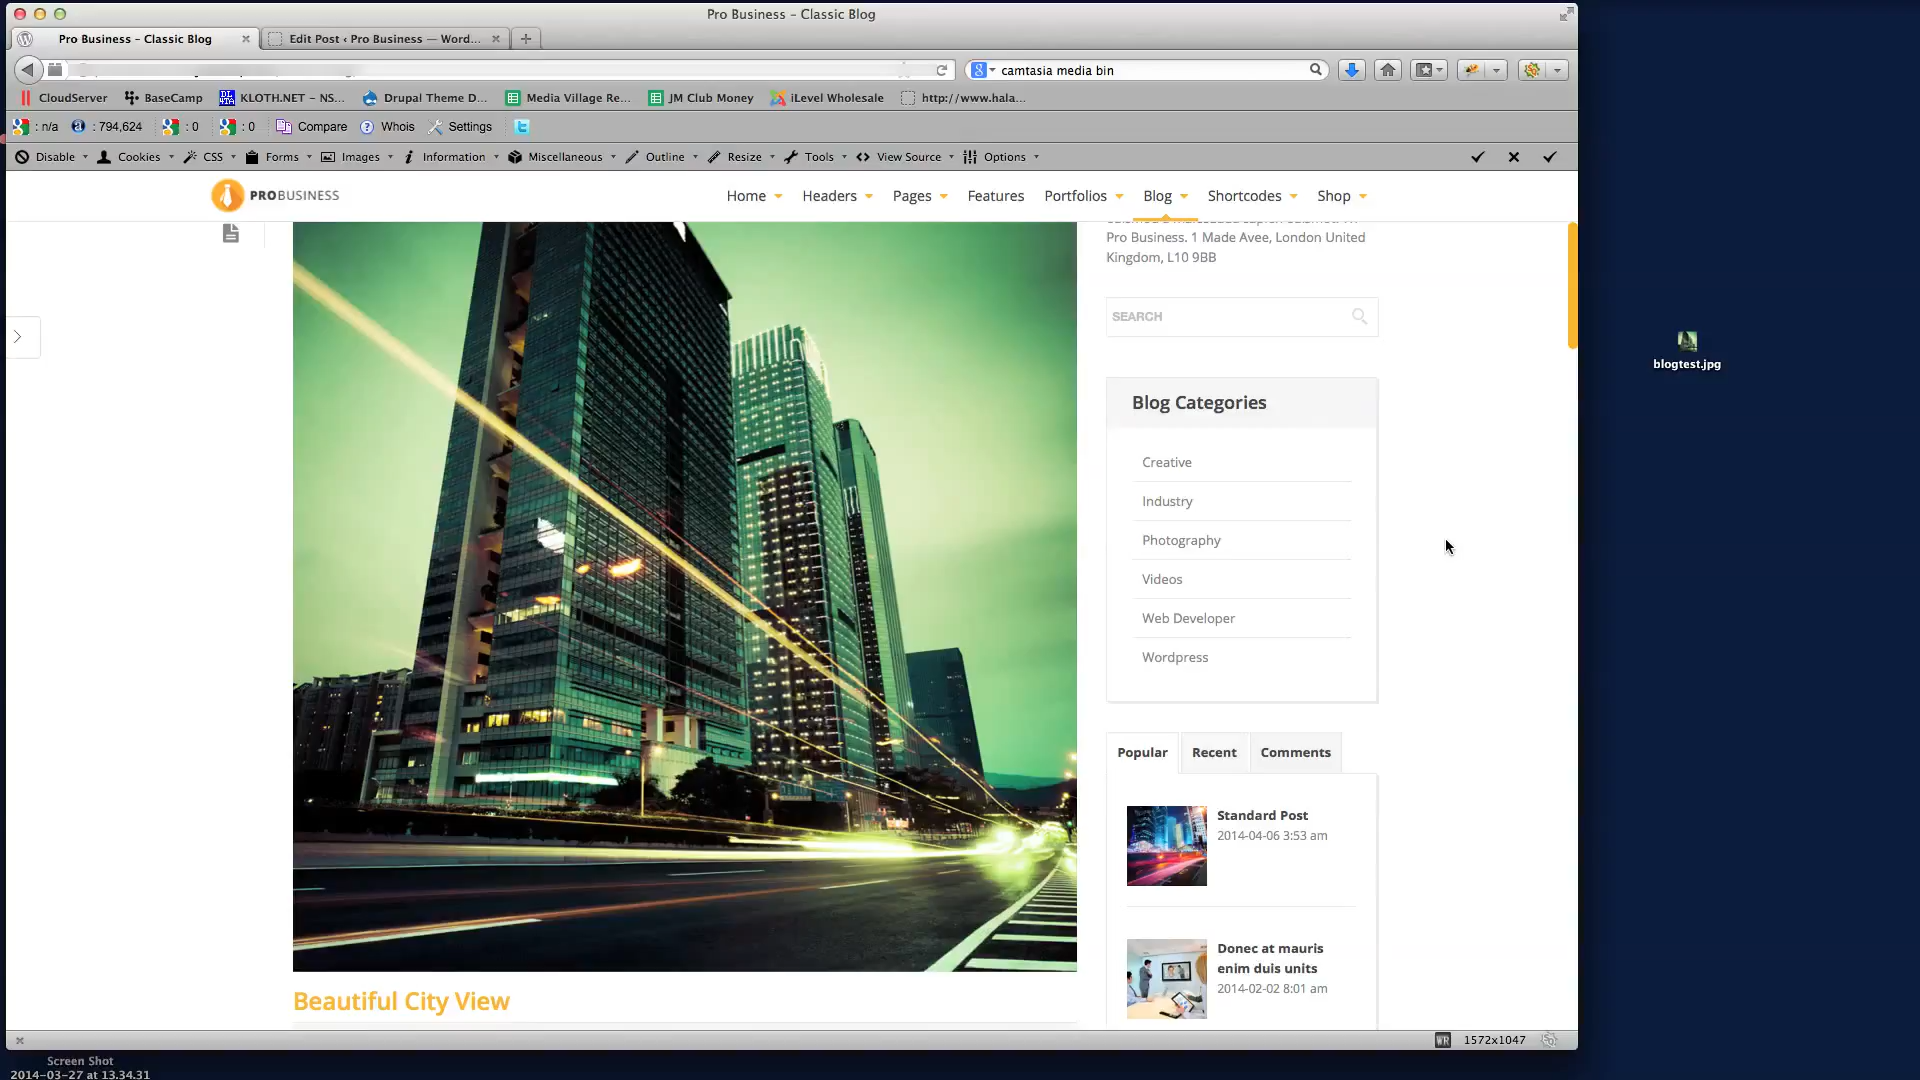 Pro Business – Classic Blog
Pro Business – Classic Blog
Edit Post ‹ Pro Business — Word...
camtasia media bin
CloudServer
BaseCamp
KLOTH.NET – NS...
Drupal Theme D...
Media Village Re...
JM Club Money
iLevel Wholesale
http://www.hala...
: n/a
: 794,624
: 0
: 0
Compare
Whois
Settings
Disable
Cookies
CSS
Forms
Images
Information
Miscellaneous
Outline
Resize
Tools
View Source
Options
PROBUSINESS
Home
Headers
Pages
Features
Portfolios
Blog
Shortcodes
Shop
Pro Business. 1 Made Avee, London United
Kingdom, L10 9BB
SEARCH
blogtest.jpg
Blog Categories
Creative
Industry
Photography
Videos
Web Developer
Wordpress
Popular
Recent
Comments
Standard Post
2014-04-06 3:53 am
Donec at mauris
enim duis units
2014-02-02 8:01 am
Beautiful City View
WR
1572x1047
Screen Shot
2014-03-27 at 13.34.31